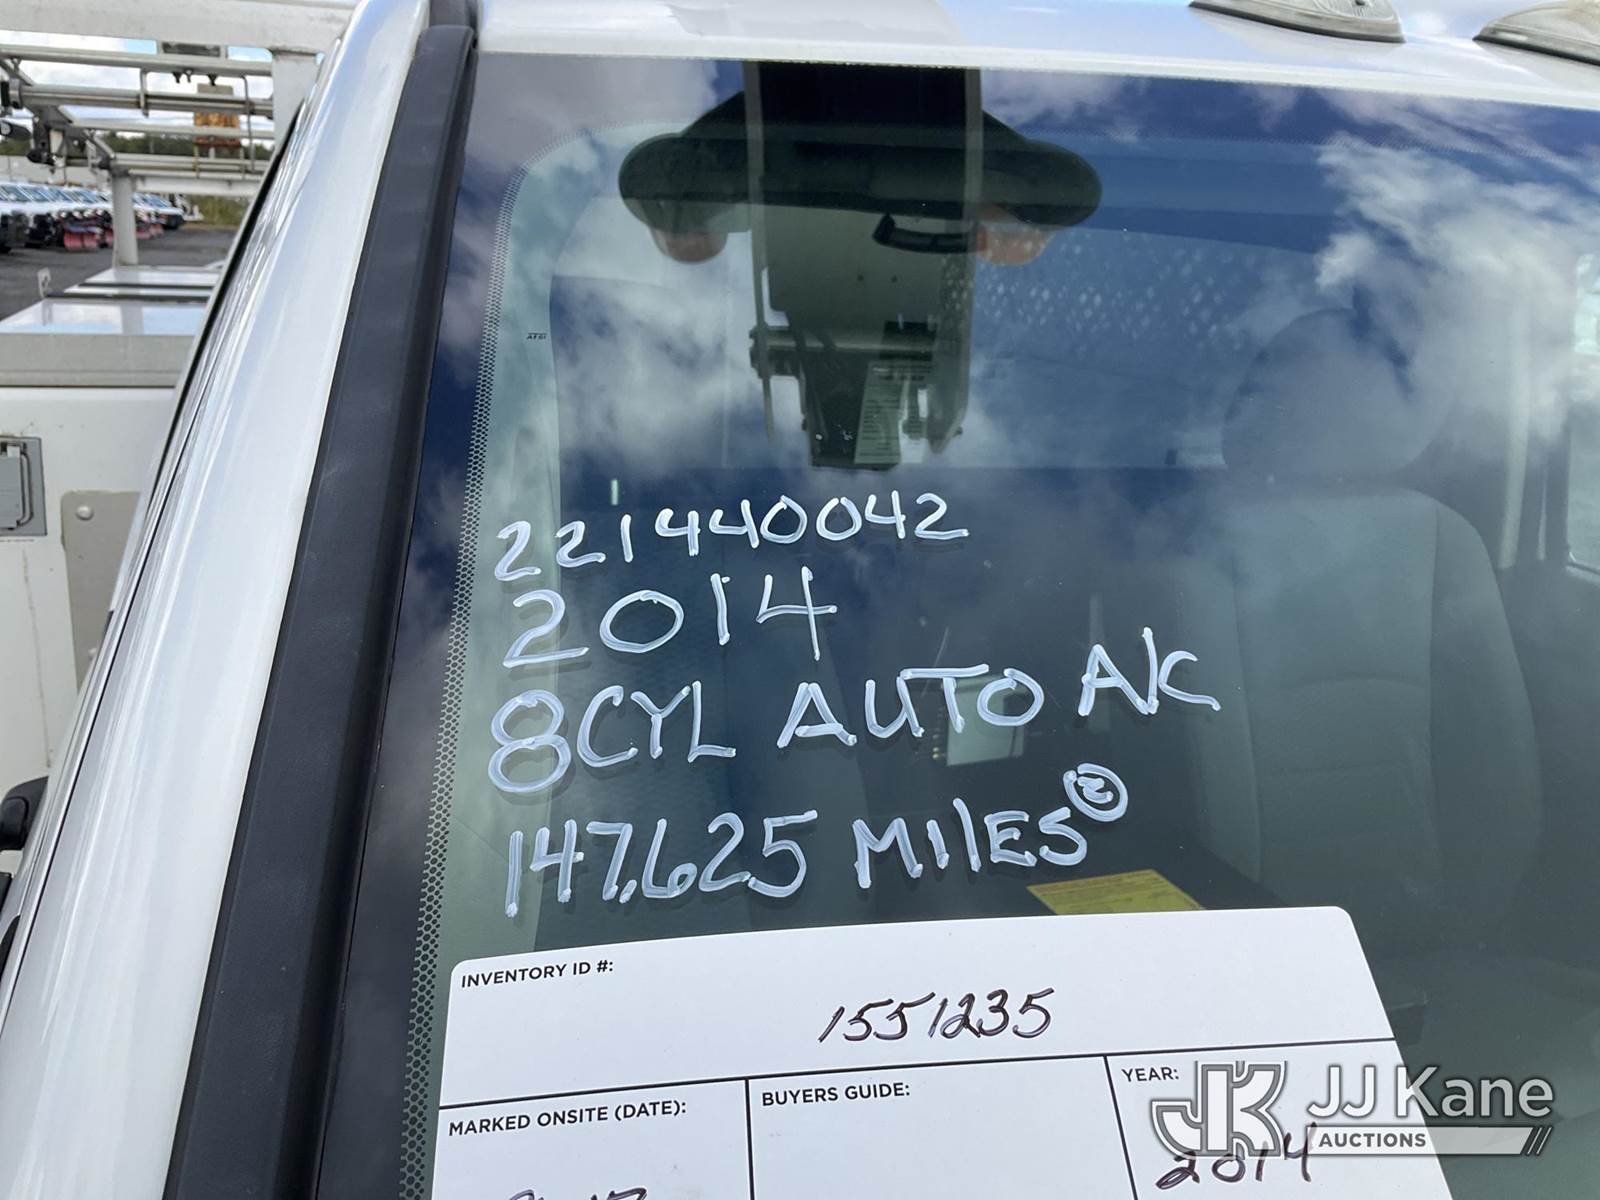 221440042
2014
8CYL AUTO A/C
147,625 MILES ②
INVENTORY ID #:
1551235
MARKED ONSITE (DATE):
BUYERS GUIDE:
YEAR:
2014
JJ Kane
AUCTIONS